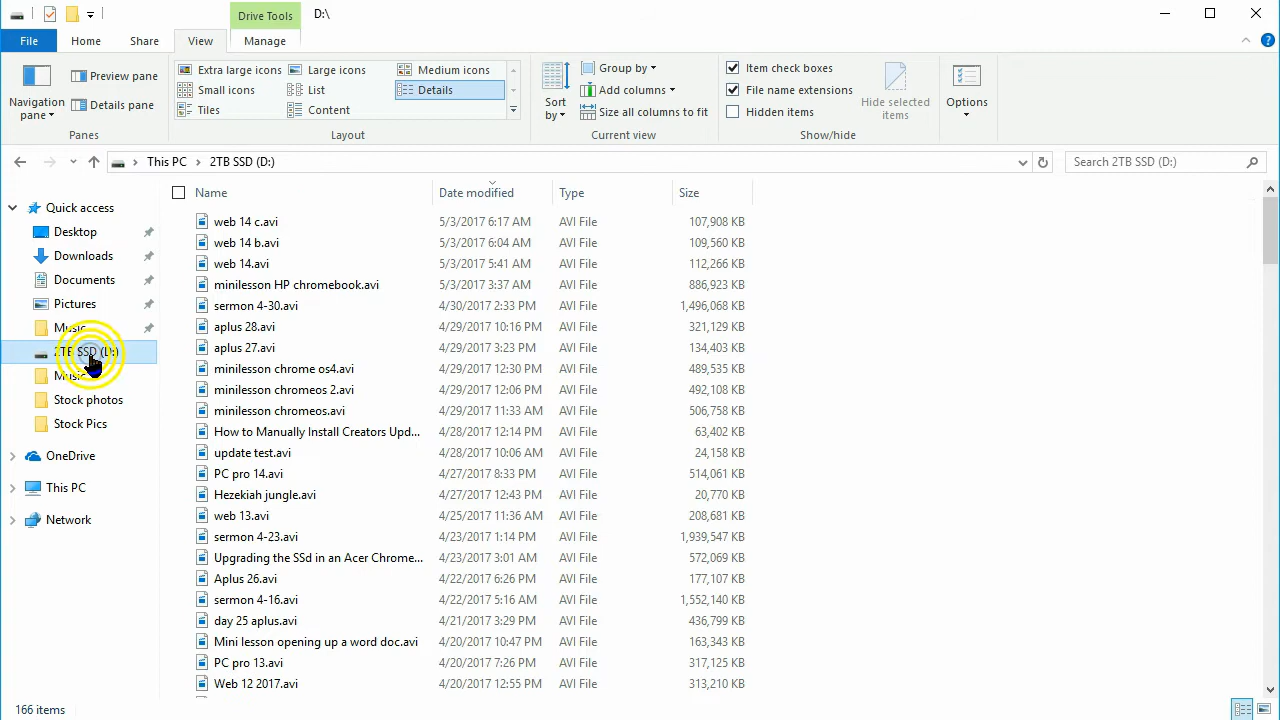 Drive Tools D:\
File Home Share View Manage
Navigation pane
Preview pane
Details pane
Panes
Extra large icons Large icons Medium icons
Small icons List Details
Tiles Content
Layout
Sort by
Group by
Add columns
Size all columns to fit
Current view
Item check boxes
File name extensions
Hidden items
Hide selected items
Show/hide
Options
This PC > 2TB SSD (D:) Search 2TB SSD (D:)
Quick access
Desktop
Downloads
Documents
Pictures
Music
2TB SSD (D:)
Music
Stock photos
Stock Pics
OneDrive
This PC
Network
Name Date modified Type Size
web 14 c.avi 5/3/2017 6:17 AM AVI File 107,908 KB
web 14 b.avi 5/3/2017 6:04 AM AVI File 109,560 KB
web 14.avi 5/3/2017 5:41 AM AVI File 112,266 KB
minilesson HP chromebook.avi 5/3/2017 3:37 AM AVI File 886,923 KB
sermon 4-30.avi 4/30/2017 2:33 PM AVI File 1,496,068 KB
aplus 28.avi 4/29/2017 10:16 PM AVI File 321,129 KB
aplus 27.avi 4/29/2017 3:23 PM AVI File 134,403 KB
minilesson chrome os4.avi 4/29/2017 12:30 PM AVI File 489,535 KB
minilesson chromeos 2.avi 4/29/2017 12:06 PM AVI File 492,108 KB
minilesson chromeos.avi 4/29/2017 11:33 AM AVI File 506,758 KB
How to Manually Install Creators Upd... 4/28/2017 12:14 PM AVI File 63,402 KB
update test.avi 4/28/2017 10:06 AM AVI File 24,158 KB
PC pro 14.avi 4/27/2017 8:33 PM AVI File 514,061 KB
Hezekiah jungle.avi 4/27/2017 12:43 PM AVI File 20,770 KB
web 13.avi 4/25/2017 11:36 AM AVI File 208,681 KB
sermon 4-23.avi 4/23/2017 1:14 PM AVI File 1,939,547 KB
Upgrading the SSd in an Acer Chrome... 4/23/2017 3:01 AM AVI File 572,069 KB
Aplus 26.avi 4/22/2017 6:26 PM AVI File 177,107 KB
sermon 4-16.avi 4/22/2017 5:16 AM AVI File 1,552,140 KB
day 25 aplus.avi 4/21/2017 3:29 PM AVI File 436,799 KB
Mini lesson opening up a word doc.avi 4/20/2017 10:47 PM AVI File 163,343 KB
PC pro 13.avi 4/20/2017 7:26 PM AVI File 317,125 KB
Web 12 2017.avi 4/20/2017 12:55 PM AVI File 313,210 KB
166 items